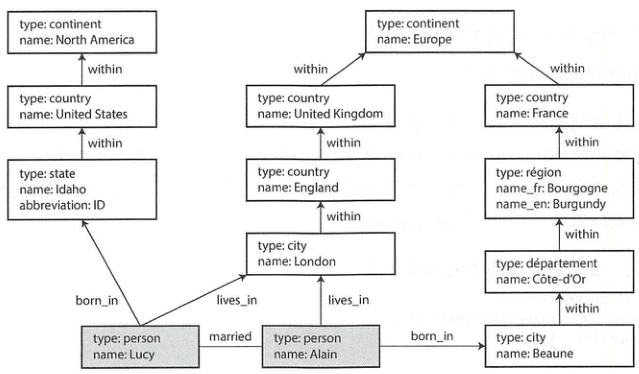 type: continent
name: North America
type: continent
name: Europe
within
within
within
type: country
name: United States
type: country
name: United Kingdom
type: country
name: France
within
within
within
type: state
name: Idaho
abbreviation: ID
type: country
name: England
type: région
name_fr: Bourgogne
name_en: Burgundy
within
within
type: city
name: London
type: département
name: Côte-d'Or
born_in
lives_in
lives_in
within
type: person
name: Lucy
married
type: person
name: Alain
born_in
type: city
name: Beaune